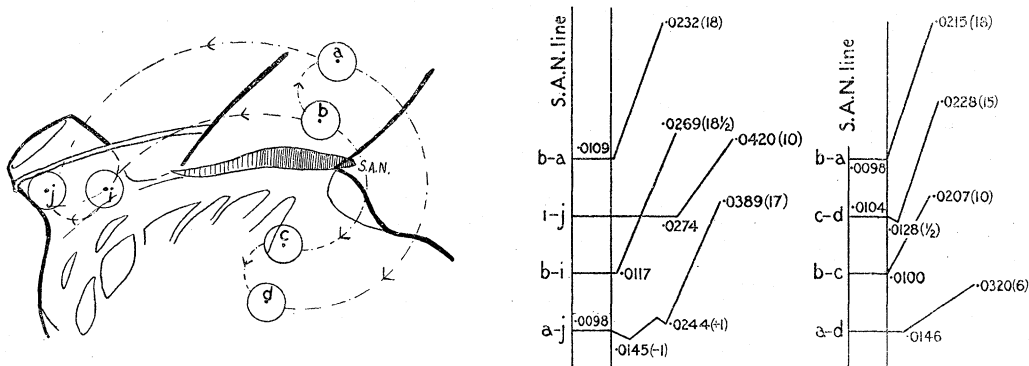 a
b
S.A.N.
j
i
c
d
S.A.N. line
·0232(18)
·0269(18½)
·0420(10)
·0109
b-a
·0389(17)
i-j
·0274
b-i
·0117
·0098
a-j
·0244(÷1)
·0145(-1)
S.A.N. line
·0215(18)
·0228(15)
b-a
·0098
·0207(10)
·0104
c-d
·0128(½)
b-c
·0100
·0320(6)
a-d
·0146